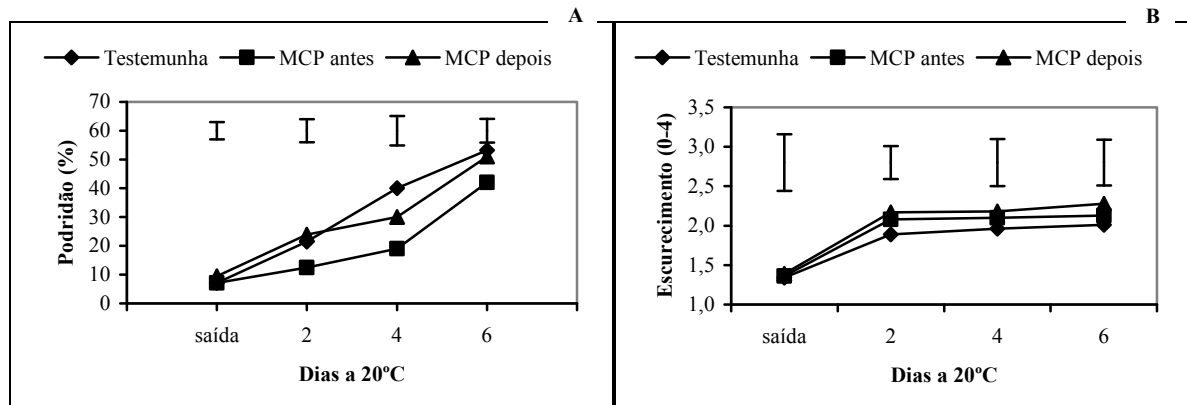 A
Testemunha MCP antes MCP depois
70
60
50
40
30
20
10
0
Podridão (%)
saída 2 4 6
Dias a 20ºC
B
Testemunha MCP antes MCP depois
3,5
3,0
2,5
2,0
1,5
1,0
Escurecimento (0-4)
saída 2 4 6
Dias a 20ºC